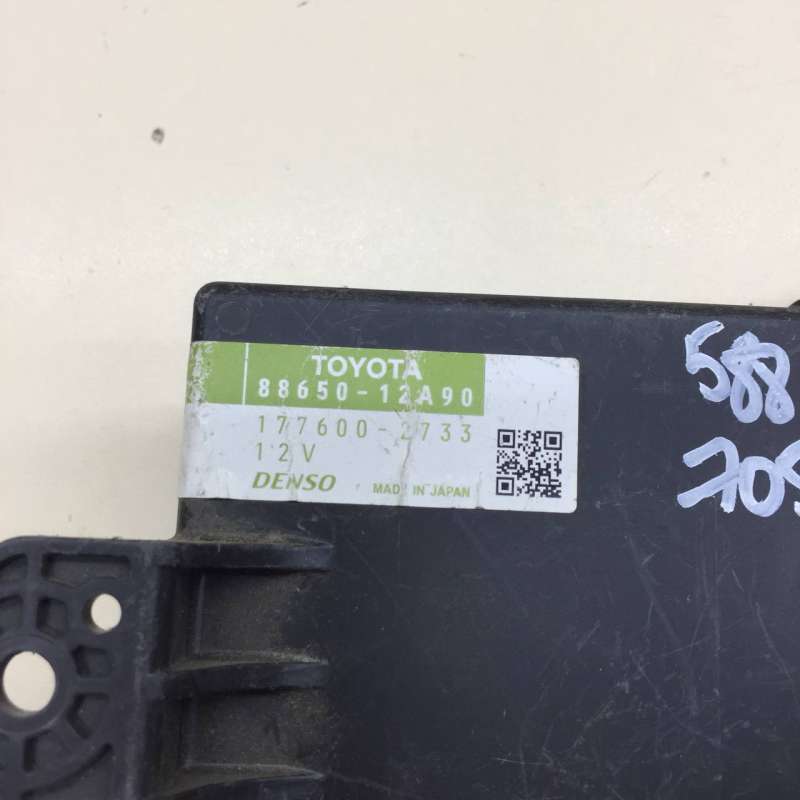 TOYOTA
88650-12A90
177600-2733
12V
DENSO MADE IN JAPAN
588
705